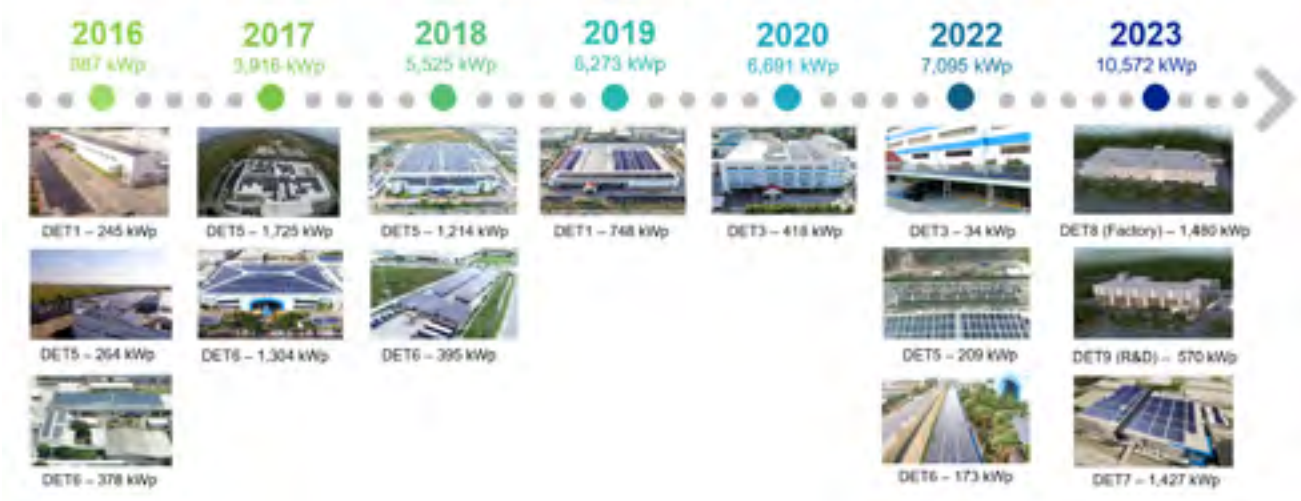 2016
887 kWp
2017
3,916 kWp
2018
5,525 kWp
2019
6,273 kWp
2020
6,691 kWp
2022
7,095 kWp
2023
10,572 kWp
DET1 – 245 kWp
DET5 – 1,725 kWp
DET5 – 1,214 kWp
DET1 – 748 kWp
DET3 – 418 kWp
DET3 – 34 kWp
DET8 (Factory) – 1,480 kWp
DET5 – 264 kWp
DET6 – 1,304 kWp
DET6 – 395 kWp
DET5 – 209 kWp
DET9 (R&D) – 570 kWp
DET6 – 378 kWp
DET6 – 173 kWp
DET7 – 1,427 kWp